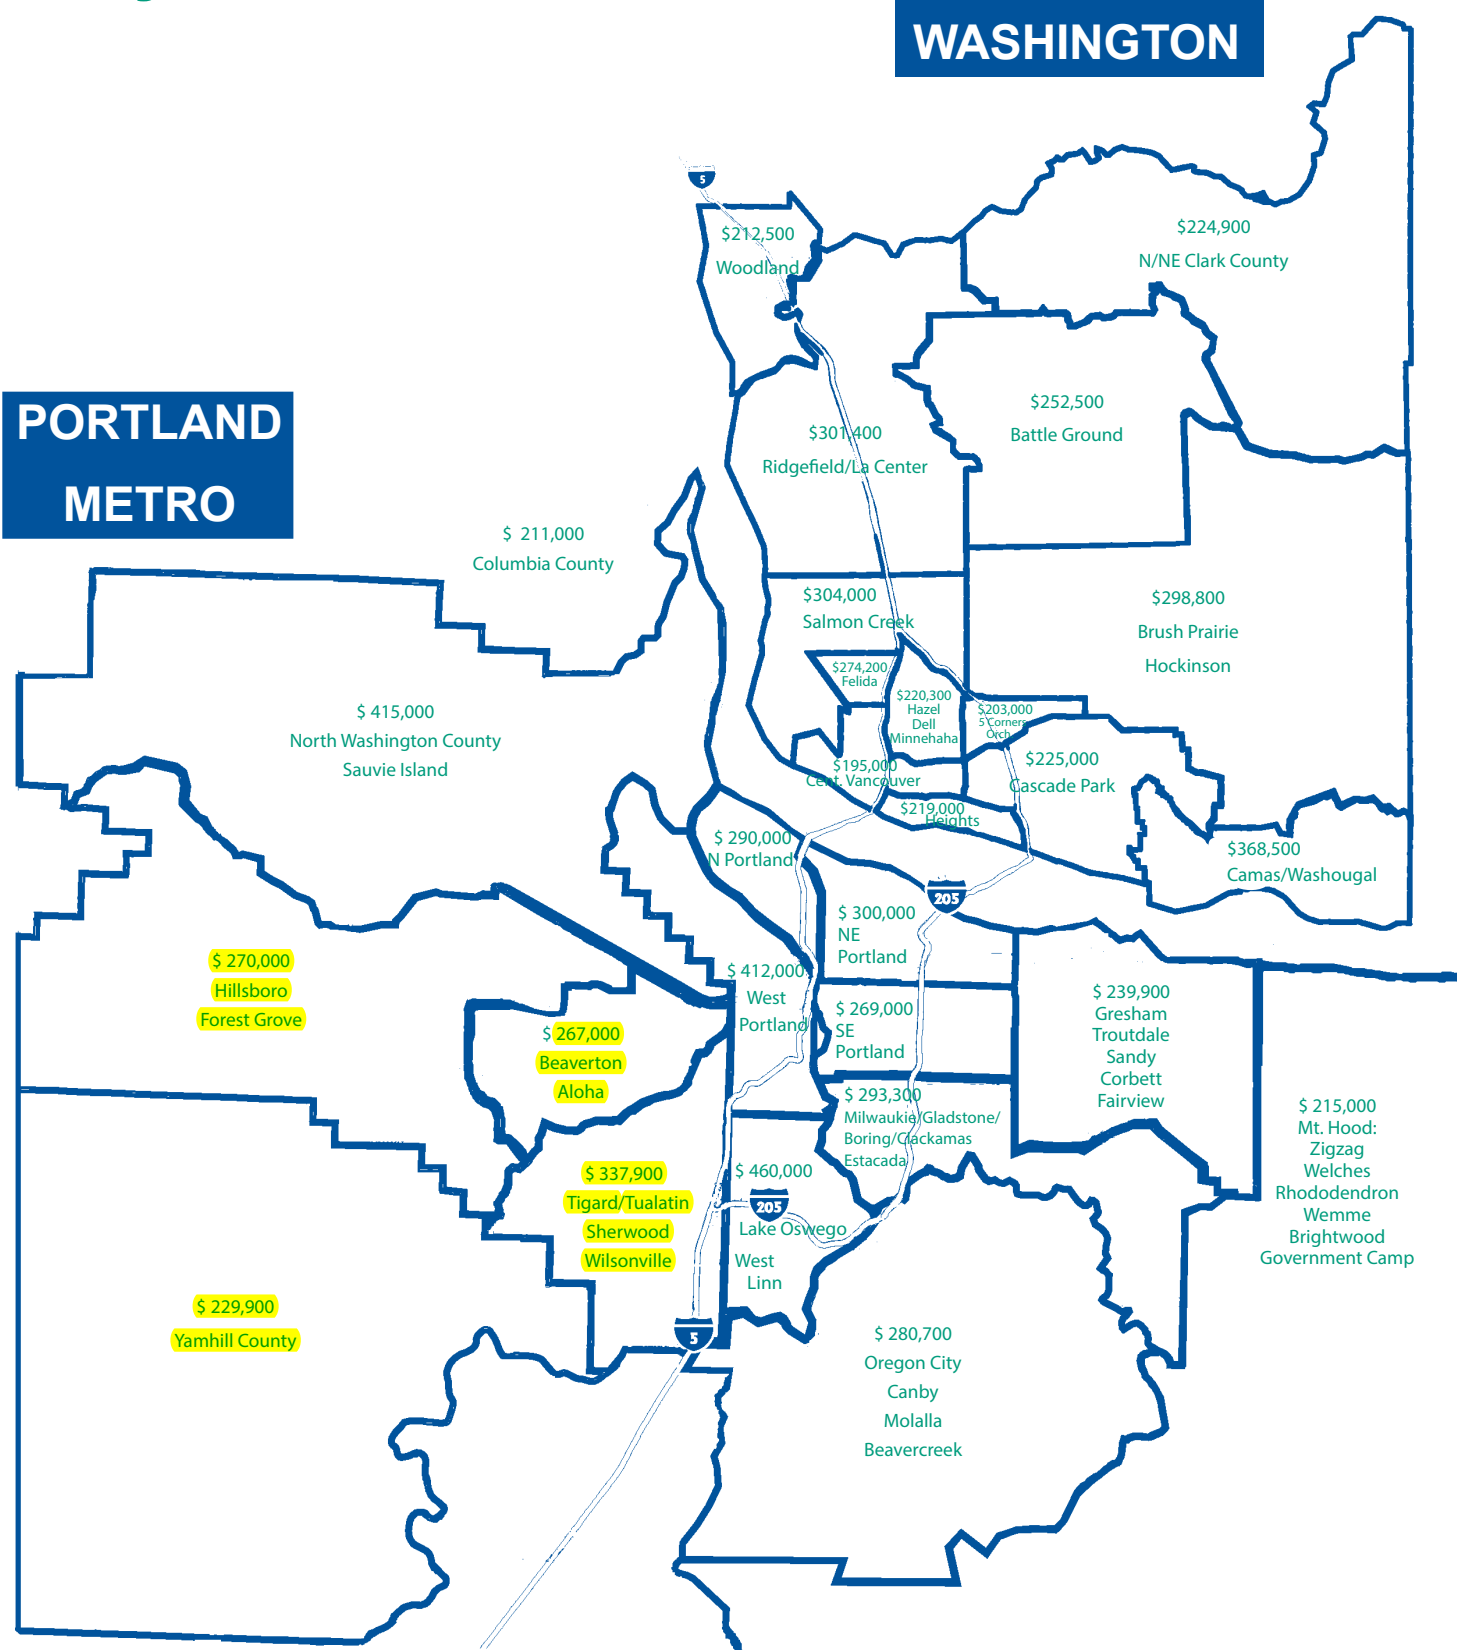 WASHINGTON
5
$212,500
Woodland
$224,900
N/NE Clark County
$252,500
Battle Ground
PORTLAND
METRO
$301,400
Ridgefield/La Center
$ 211,000
Columbia County
$304,000
Salmon Creek
$298,800
Brush Prairie
Hockinson
$274,200
Felida
$220,300
Hazel
Dell
Minnehaha
$203,000
5 Corners
Orch
$ 415,000
North Washington County
Sauvie Island
$195,000
Cent. Vancouver
$225,000
Cascade Park
$219,000
Heights
$ 290,000
N Portland
$368,500
Camas/Washougal
205
$ 300,000
NE
Portland
$ 270,000
Hillsboro
Forest Grove
$ 412,000
West
Portland
$ 269,000
SE
Portland
$ 239,900
Gresham
Troutdale
Sandy
Corbett
Fairview
$ 267,000
Beaverton
Aloha
$ 293,300
Milwaukie/Gladstone/
Boring/Clackamas
Estacada
$ 215,000
Mt. Hood:
Zigzag
Welches
Rhododendron
Wemme
Brightwood
Government Camp
$ 337,900
Tigard/Tualatin
Sherwood
Wilsonville
$ 460,000
205
Lake Oswego
West
Linn
$ 229,900
Yamhill County
5
$ 280,700
Oregon City
Canby
Molalla
Beavercreek